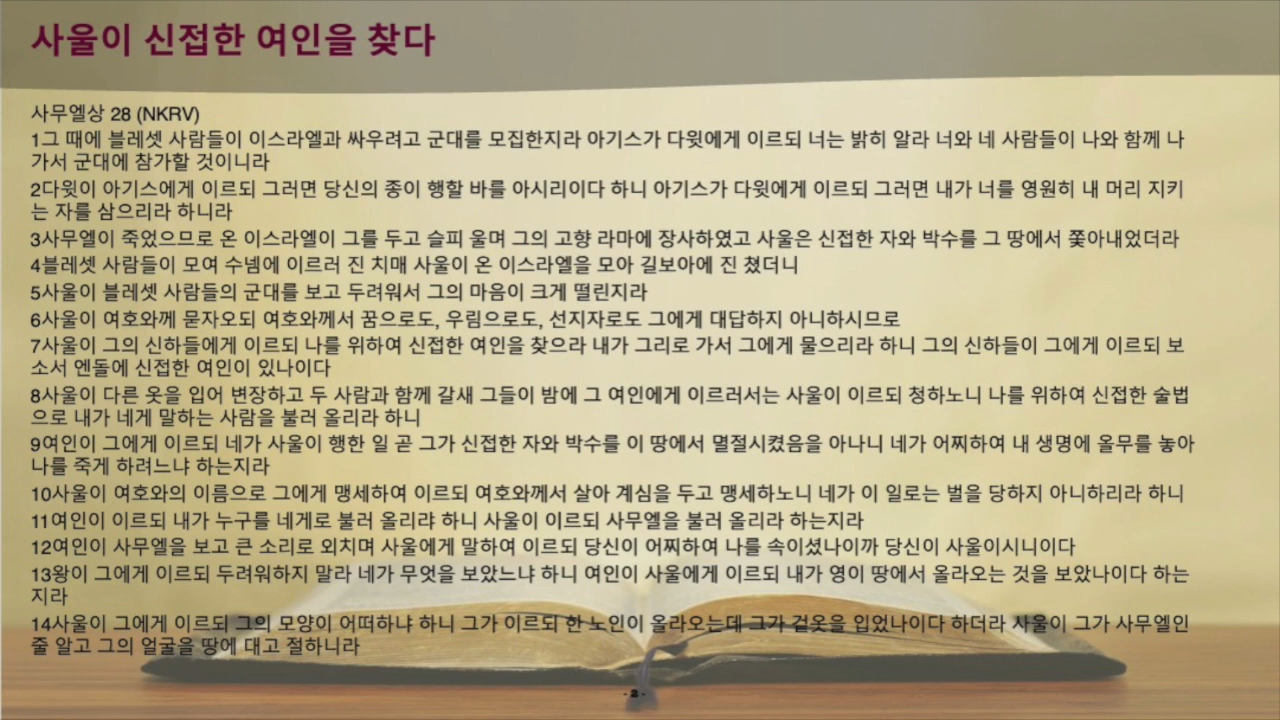 사울이 신접한 여인을 찾다
사무엘상 28 (NKRV)
1그 때에 블레셋 사람들이 이스라엘과 싸우려고 군대를 모집한지라 아기스가 다윗에게 이르되 너는 밝히 알라 너와 네 사람들이 나와 함께 나
가서 군대에 참가할 것이니라
2다윗이 아기스에게 이르되 그러면 당신의 종이 행할 바를 아시리이다 하니 아기스가 다윗에게 이르되 그러면 내가 너를 영원히 내 머리 지키
는 자를 삼으리라 하니라
3사무엘이 죽었으므로 온 이스라엘이 그를 두고 슬피 울며 그의 고향 라마에 장사하였고 사울은 신접한 자와 박수를 그 땅에서 쫓아내었더라
4블레셋 사람들이 모여 수넴에 이르러 진 치매 사울이 온 이스라엘을 모아 길보아에 진 쳤더니
5사울이 블레셋 사람들의 군대를 보고 두려워서 그의 마음이 크게 떨린지라
6사울이 여호와께 묻자오되 여호와께서 꿈으로도, 우림으로도, 선지자로도 그에게 대답하지 아니하시므로
7사울이 그의 신하들에게 이르되 나를 위하여 신접한 여인을 찾으라 내가 그리로 가서 그에게 물으리라 하니 그의 신하들이 그에게 이르되 보
소서 엔돌에 신접한 여인이 있나이다
8사울이 다른 옷을 입어 변장하고 두 사람과 함께 갈새 그들이 밤에 그 여인에게 이르러서는 사울이 이르되 청하노니 나를 위하여 신접한 술법
으로 내가 네게 말하는 사람을 불러 올리라 하니
9여인이 그에게 이르되 네가 사울이 행한 일 곧 그가 신접한 자와 박수를 이 땅에서 멸절시켰음을 아나니 네가 어찌하여 내 생명에 올무를 놓아
나를 죽게 하려느냐 하는지라
10사울이 여호와의 이름으로 그에게 맹세하여 이르되 여호와께서 살아 계심을 두고 맹세하노니 네가 이 일로는 벌을 당하지 아니하리라 하니
11여인이 이르되 내가 누구를 네게로 불러 올리랴 하니 사울이 이르되 사무엘을 불러 올리라 하는지라
12여인이 사무엘을 보고 큰 소리로 외치며 사울에게 말하여 이르되 당신이 어찌하여 나를 속이셨나이까 당신이 사울이시니이다
13왕이 그에게 이르되 두려워하지 말라 네가 무엇을 보았느냐 하니 여인이 사울에게 이르되 내가 영이 땅에서 올라오는 것을 보았나이다 하는
지라
14사울이 그에게 이르되 그의 모양이 어떠하냐 하니 그가 이르되 한 노인이 올라오는데 그가 겉옷을 입었나이다 하더라 사울이 그가 사무엘인
줄 알고 그의 얼굴을 땅에 대고 절하니라
- 2 -